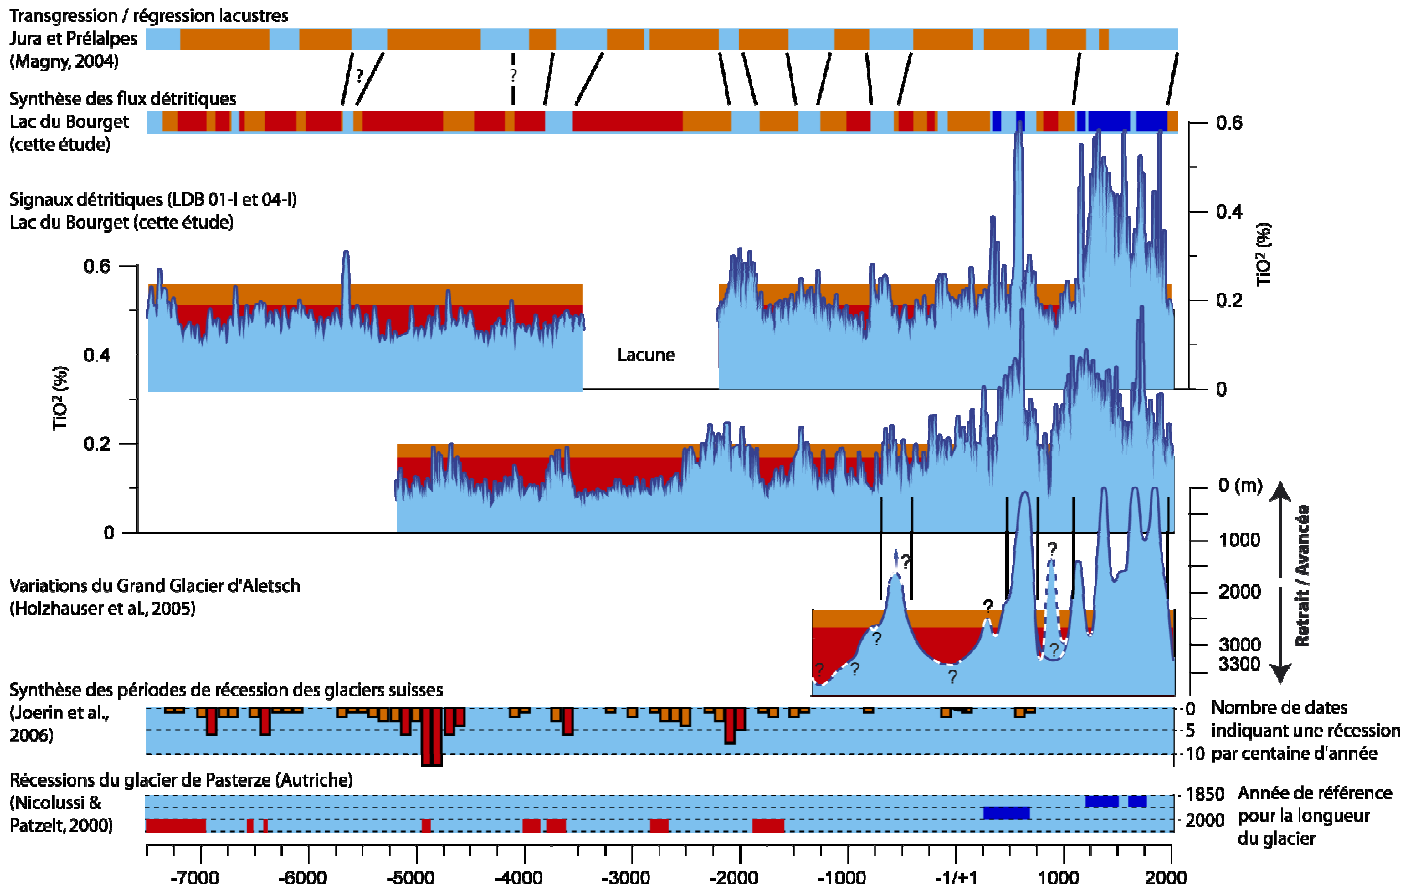 Transgression / régression lacustres
Jura et Prélalpes
(Magny, 2004)
?
?
Synthèse des flux détritiques
Lac du Bourget
(cette étude)
0.6
Signaux détritiques (LDB 01-I et 04-I)
Lac du Bourget (cette étude)
0.4
TiO² (%)
0.6
0.2
Lacune
0.4
TiO² (%)
0
0.2
0
0 (m)
1000
2000
3000
3300
Retrait / Avancée
Variations du Grand Glacier d'Aletsch
(Holzhauser et al., 2005)
?
?
?
?
?
?
?
?
Synthèse des périodes de récession des glaciers suisses
(Joerin et al.,
2006)
0
5
10
Nombre de dates
indiquant une récession
par centaine d'année
Récessions du glacier de Pasterze (Autriche)
(Nicolussi &
Patzelt, 2000)
1850
2000
Année de référence
pour la longueur
du glacier
-7000 -6000 -5000 -4000 -3000 -2000 -1000 -1/+1 1000 2000